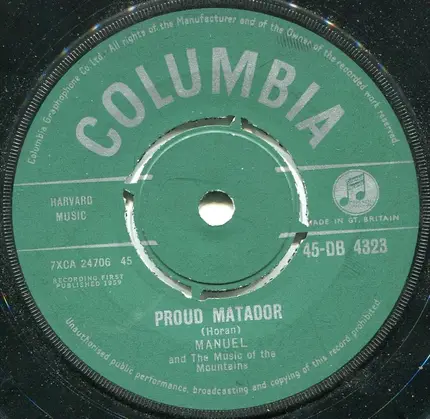 Columbia Graphophone Co. Ltd. · All rights of the Manufacturer and of the Owner of the recorded work reserved.
COLUMBIA
HARVARD
MUSIC
MADE IN GT. BRITAIN
7XCA 24706 45
45-DB 4323
RECORDING FIRST
PUBLISHED 1959
PROUD MATADOR
(Horan)
MANUEL
and The Music of the
Mountains
Unauthorised public performance, broadcasting and copying of this record prohibited.